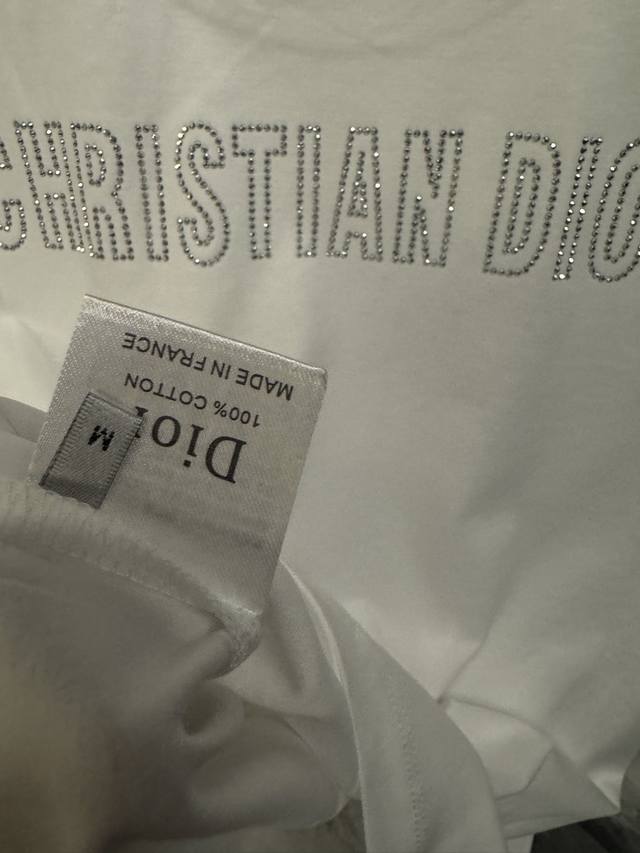 CHRISTIAN DIO
Dior
100% COTTON
MADE IN FRANCE
M